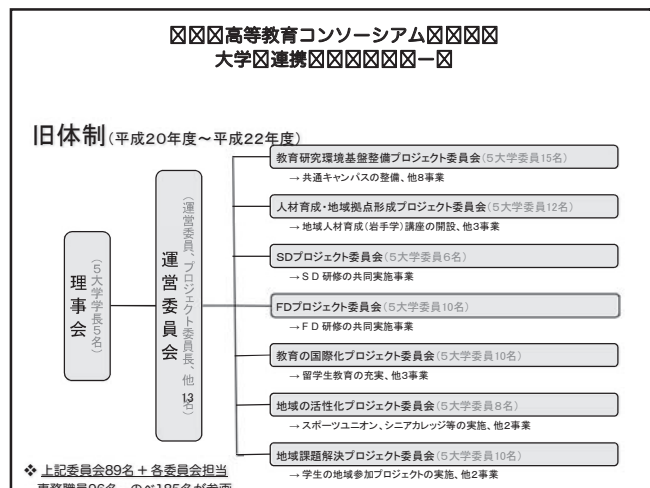 高等教育コンソーシアム
大学 連携 ー
旧体制(平成20年度~平成22年度)
理事会
(5大学学長5名)
運営委員会
(運営委員、プロジェクト委員長、他13名)
教育研究環境基盤整備プロジェクト委員会(5大学委員15名)
→ 共通キャンパスの整備、他8事業
人材育成・地域拠点形成プロジェクト委員会(5大学委員12名)
→ 地域人材育成(岩手学)講座の開設、他3事業
SDプロジェクト委員会(5大学委員6名)
→ SD研修の共同実施事業
FDプロジェクト委員会(5大学委員10名)
→ FD研修の共同実施事業
教育の国際化プロジェクト委員会(5大学委員10名)
→ 留学生教育の充実、他3事業
地域の活性化プロジェクト委員会(5大学委員8名)
→ スポーツユニオン、シニアカレッジ等の実施、他2事業
地域課題解決プロジェクト委員会(5大学委員10名)
→ 学生の地域参加プロジェクトの実施、他2事業
❖ 上記委員会89名 + 各委員会担当
事務職員96名、のべ185名が参画